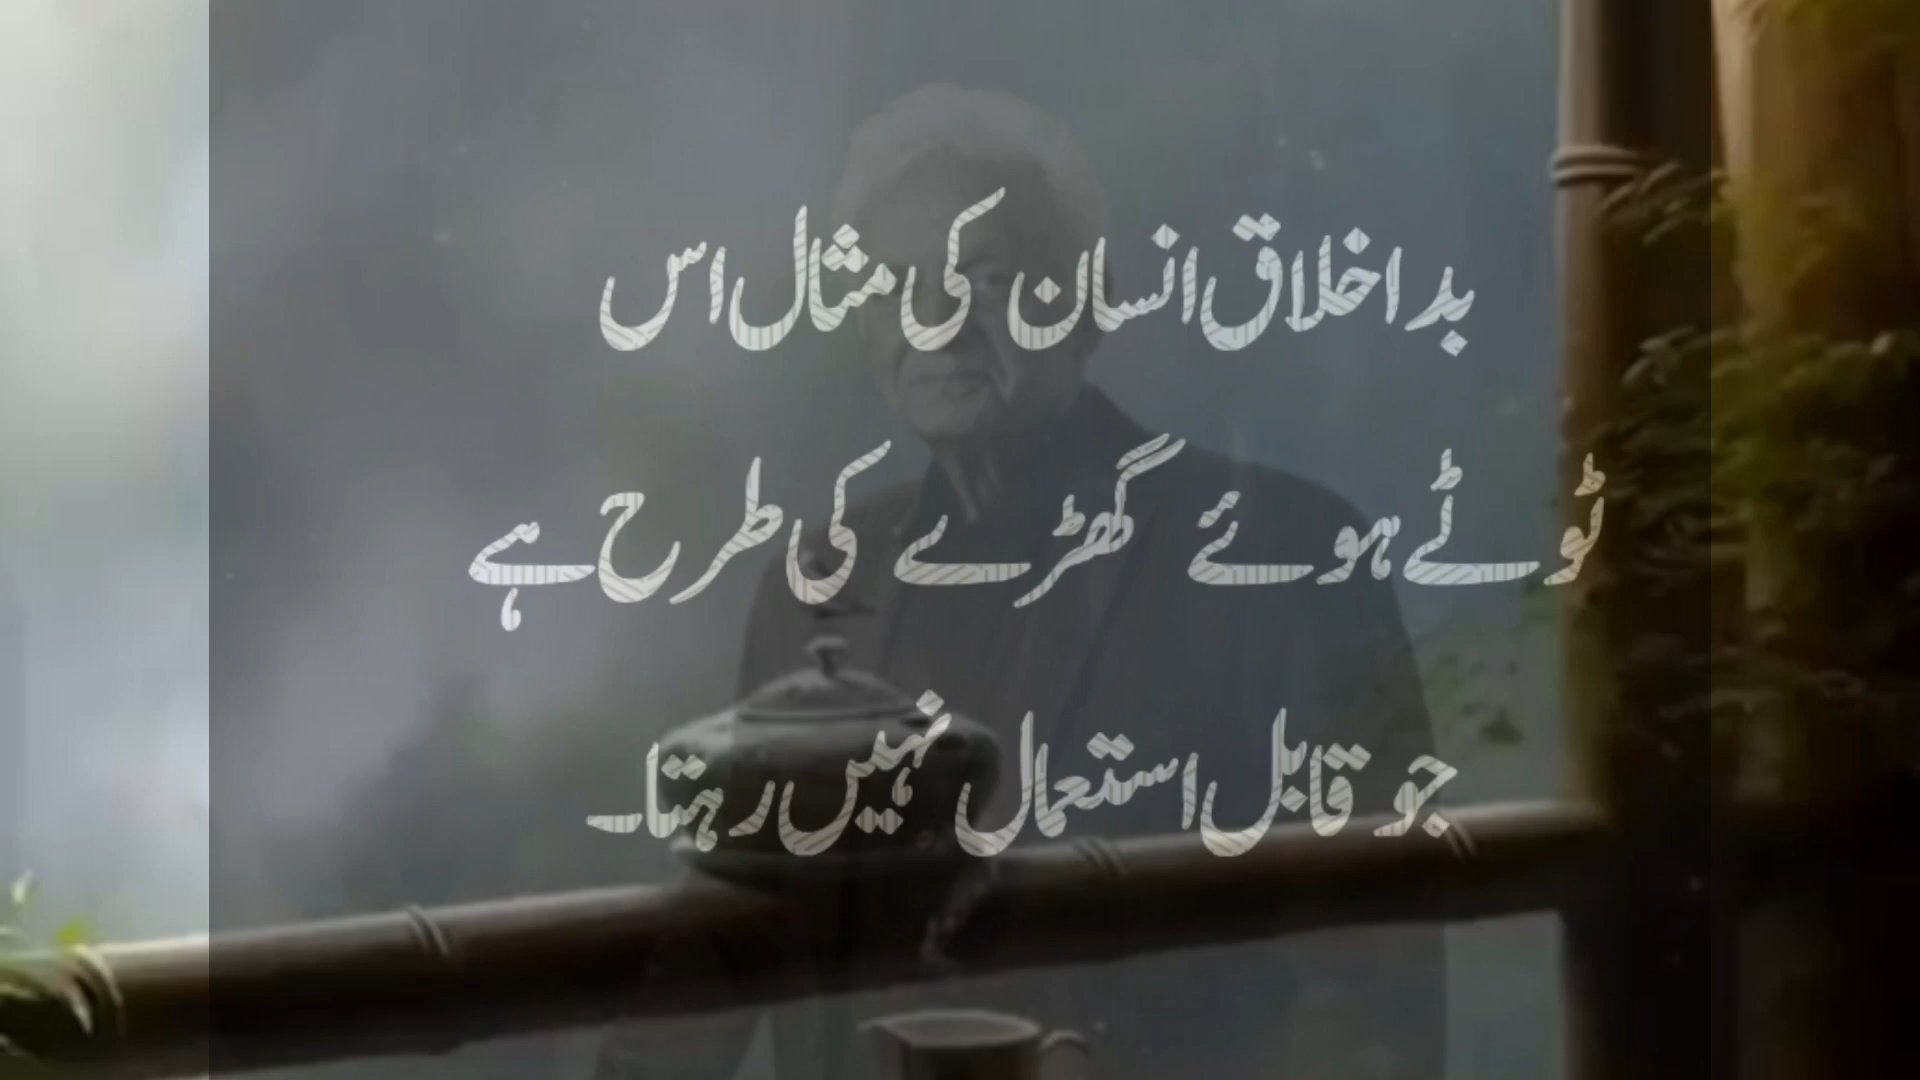 بد اخلاق انسان کی مثال اس
ٹوٹے ہوئے گھڑے کی طرح ہے
جو قابل استعمال نہیں رہتا۔